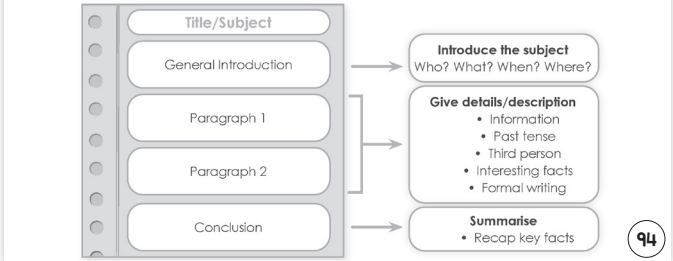 Title/Subject
General Introduction
Introduce the subject
Who? What? When? Where?
Paragraph 1
Paragraph 2
Give details/description
• Information
• Past tense
• Third person
• Interesting facts
• Formal writing
Conclusion
Summarise
• Recap key facts
94